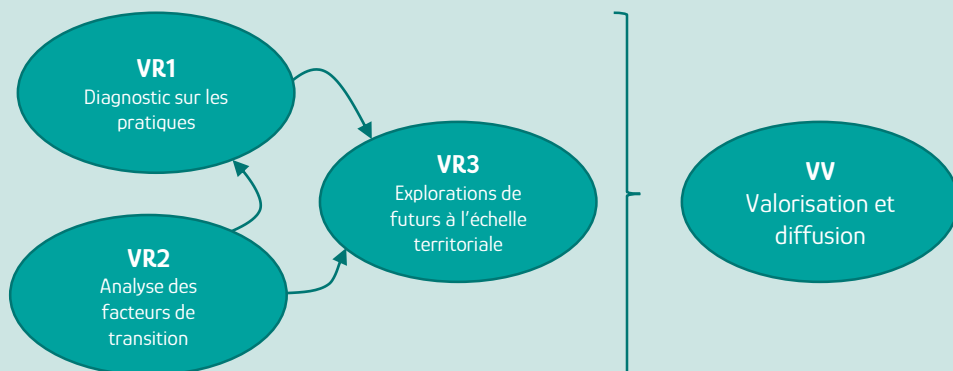 VR1
Diagnostic sur les
pratiques
VR2
Analyse des
facteurs de
transition
VR3
Explorations de
futurs à l'échelle
territoriale
VV
Valorisation et
diffusion